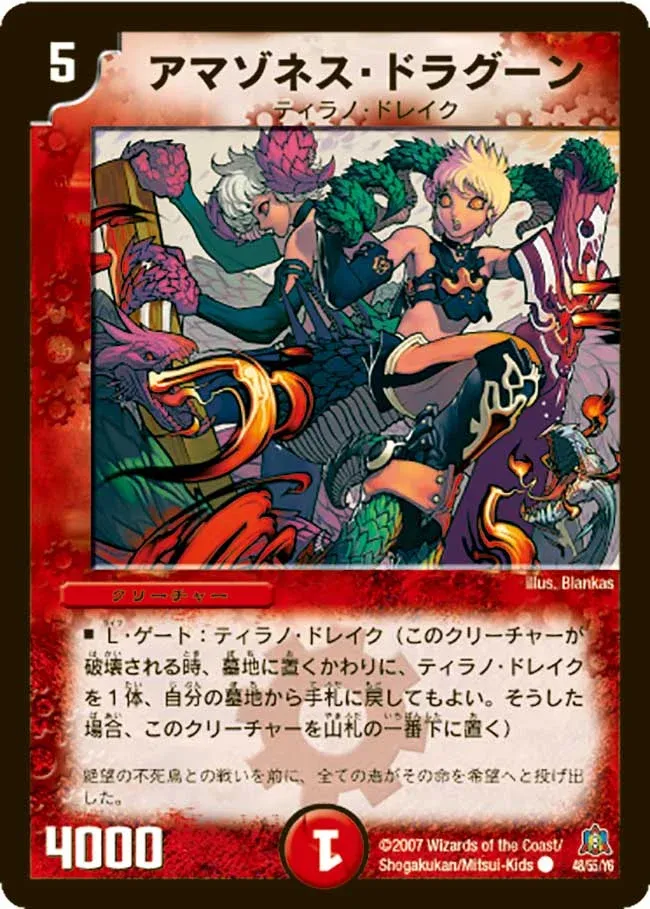 5
アマゾネス・ドラグーン
ティラノ・ドレイク
illus. Blankas
クリーチャー
■ L・ゲート：ティラノ・ドレイク（このクリーチャーが
破壊される時、墓地に置くかわりに、ティラノ・ドレイク
を１体、自分の墓地から手札に戻してもよい。そうした
場合、このクリーチャーを山札の一番下に置く）
絶望の不死鳥との戦いを前に、全ての者がその命を希望へと投げ出
した。
4000
1
©2007 Wizards of the Coast/
Shogakukan/Mitsui-Kids
48/55/Y6